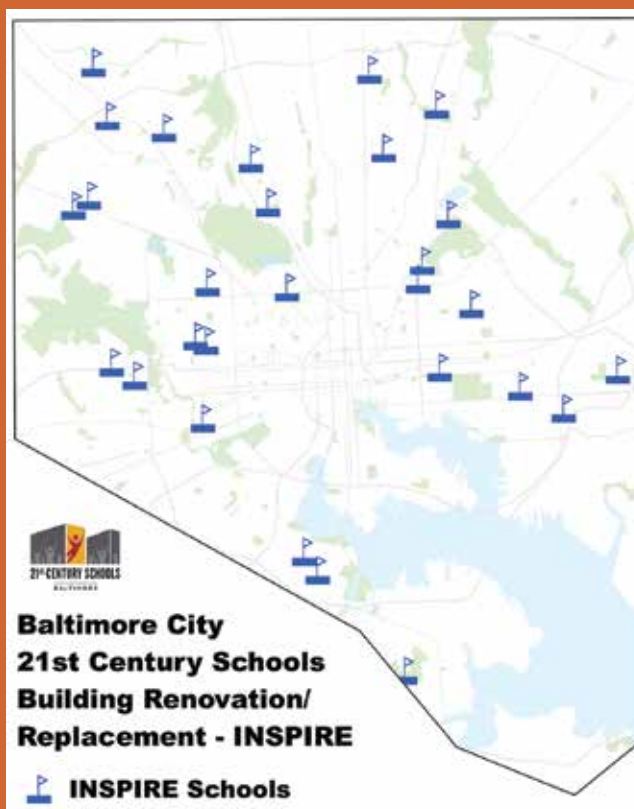 21st CENTURY SCHOOLS
BALTIMORE
Baltimore City
21st Century Schools
Building Renovation/
Replacement - INSPIRE
INSPIRE Schools